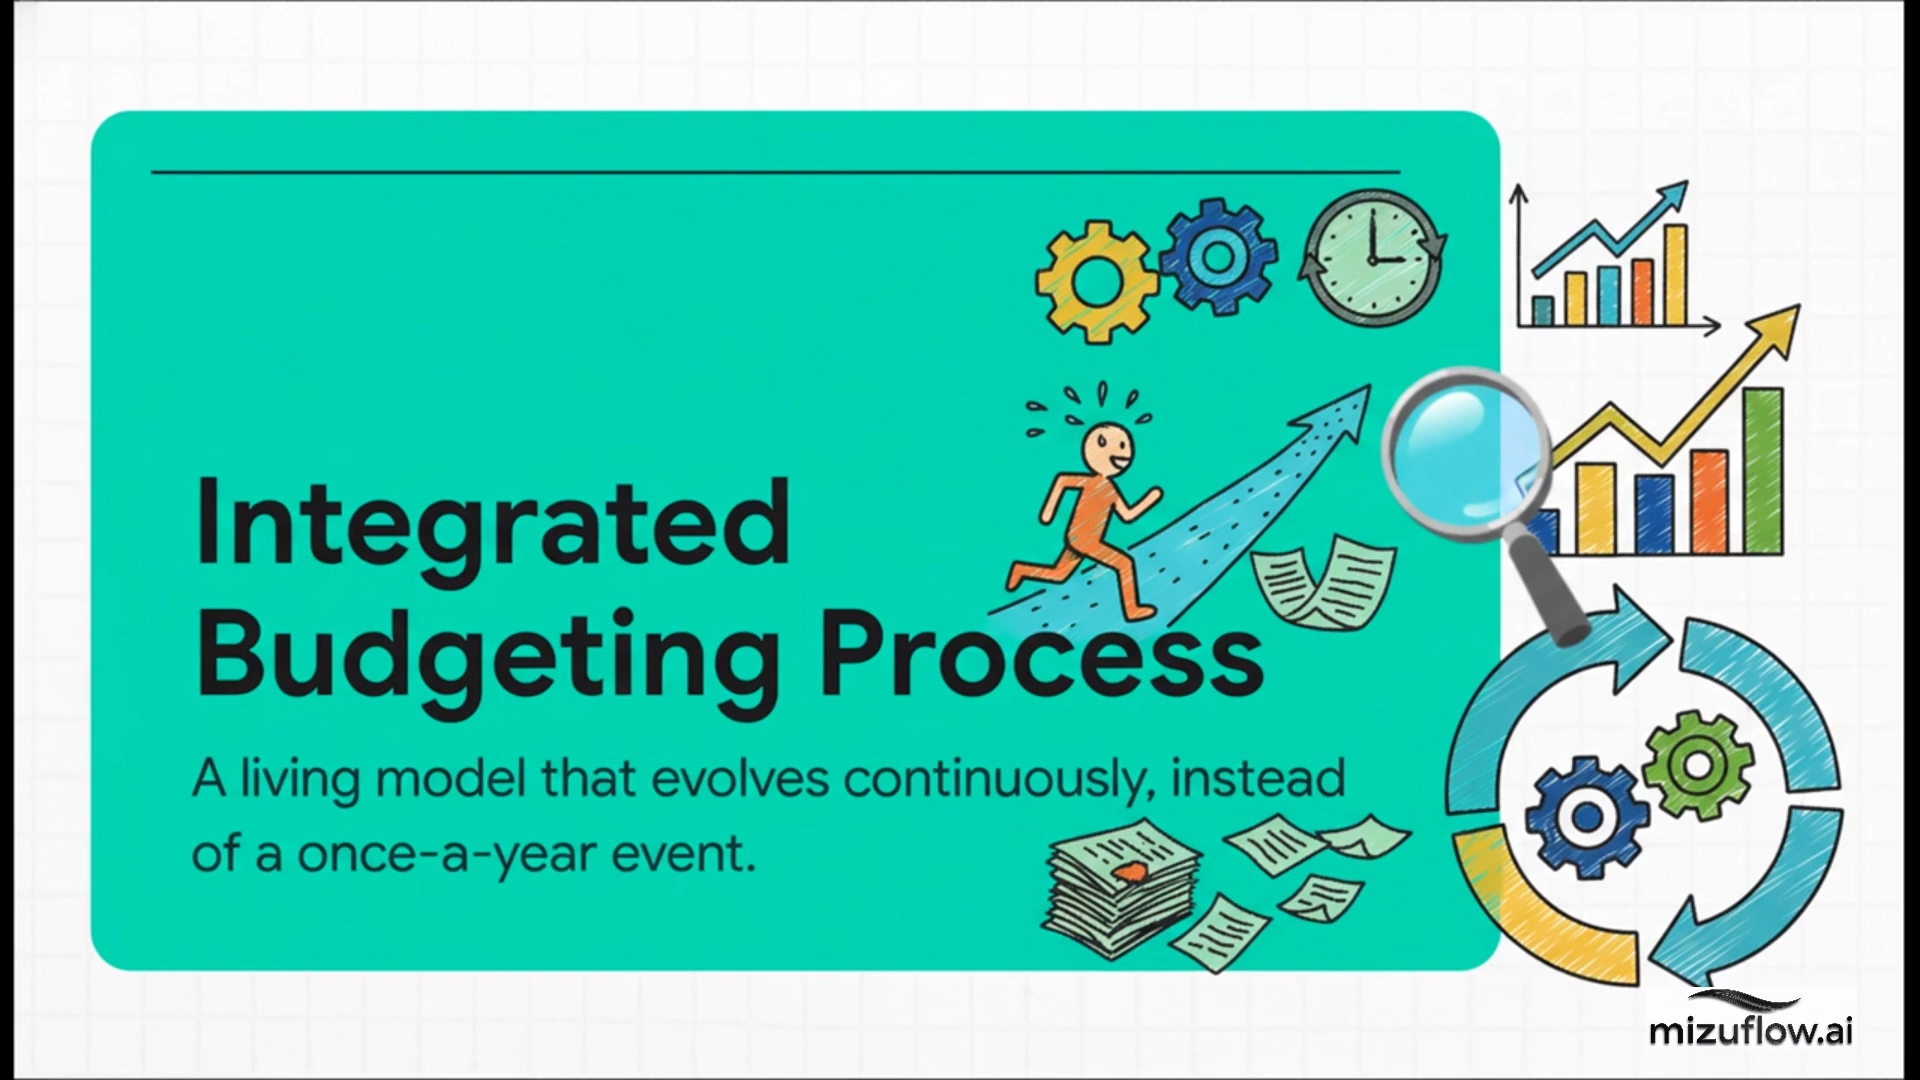 Integrated
Budgeting Process
A living model that evolves continuously, instead
of a once-a-year event.
mizuflow.ai